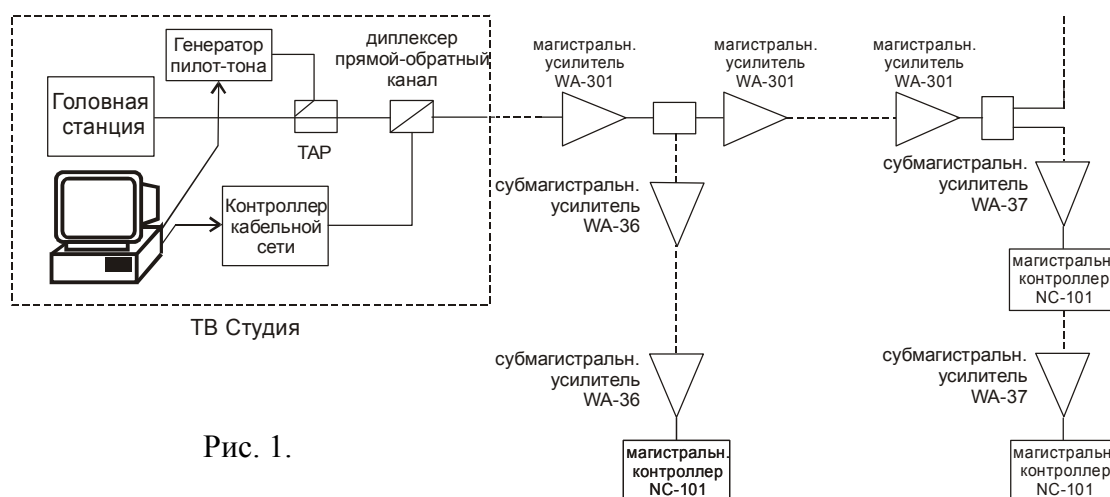 Генератор
пилот-тона
диплексер
прямой-обратный
канал
Головная
станция
TAP
Контроллер
кабельной
сети
ТВ Студия
магистральн.
усилитель
WA-301
магистральн.
усилитель
WA-301
магистральн.
усилитель
WA-301
субмагистральн.
усилитель
WA-36
субмагистральн.
усилитель
WA-37
магистральн
контроллер
NC-101
субмагистральн.
усилитель
WA-36
субмагистральн.
усилитель
WA-37
магистральн.
контроллер
NC-101
магистральн
контроллер
NC-101
Рис. 1.